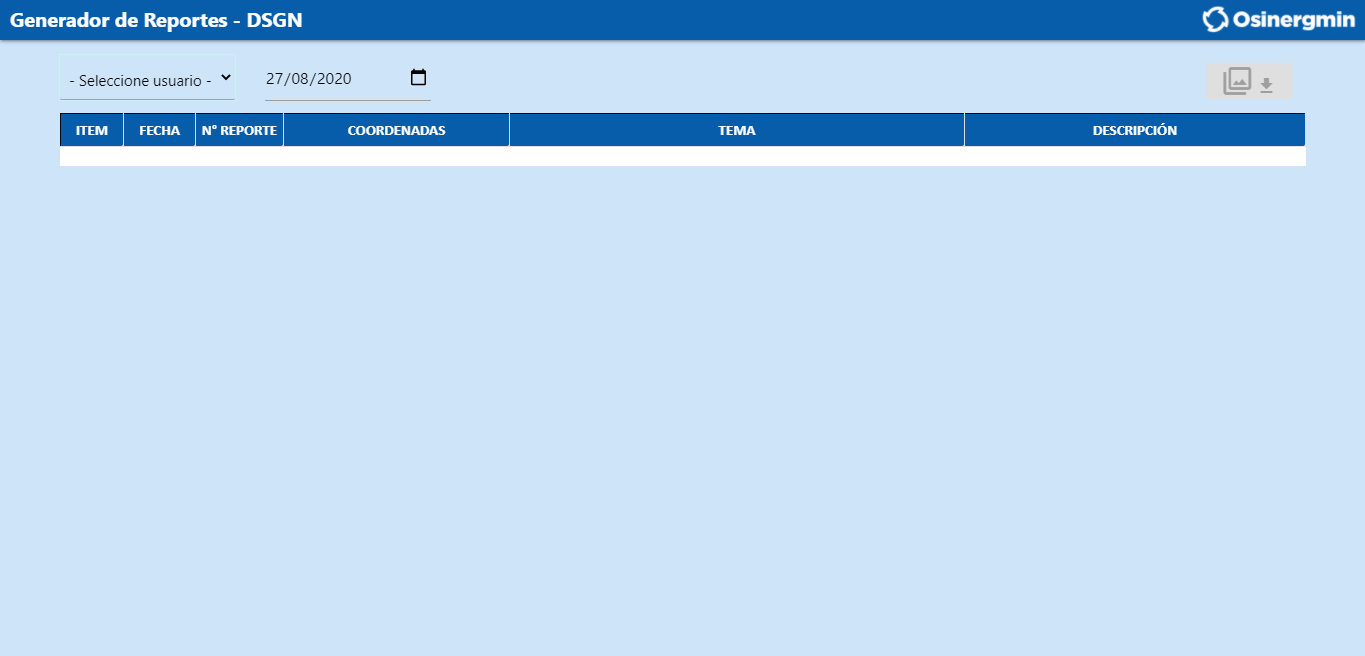 Generador de Reportes - DSGN
Osinergmin
- Seleccione usuario -
27/08/2020
ITEM FECHA N° REPORTE COORDENADAS TEMA DESCRIPCIÓN